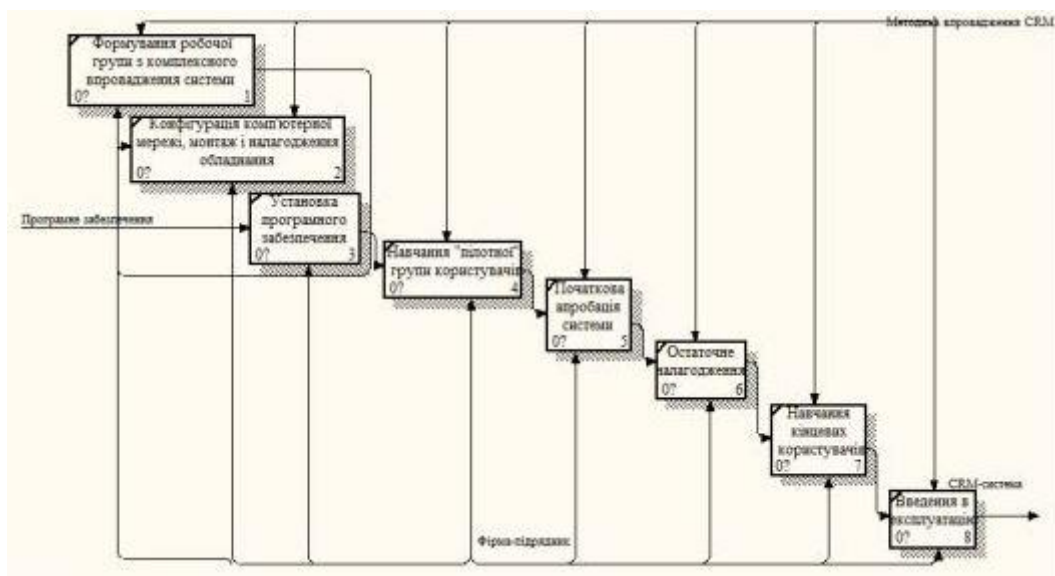 Методика впровадження CRM
Формування робочої
групи з комплексного
впровадження системи
0? 1
Конфігурація комп'ютерної
мережі, монтаж і налагодження
обладнання
0? 2
Установка
програмного
забезпечення
0? 3
Програмне забезпечення
Навчання "пілотної"
групи користувачів
0? 4
Початкова
апробація
системи
0? 5
Остаточне
налагодження
0? 6
Навчання
кінцевах
користувачів
0? 7
CRM-система
Введення в
експлуатацію
0? 8
Фірма-підрядник